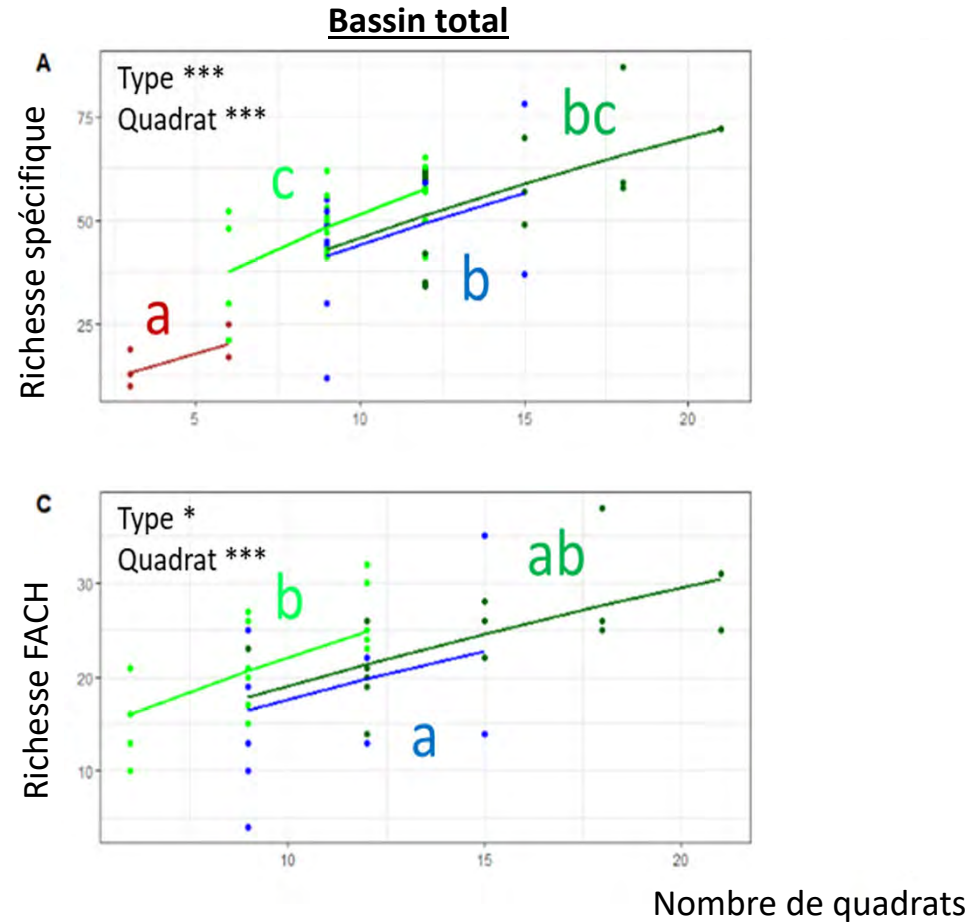 Bassin total
A
Type ***
Quadrat ***
Richesse spécifique
75
50
25
a
c
b
bc
5
10
15
20
C
Type *
Quadrat ***
Richesse FACH
30
20
10
b
ab
a
10
15
20
Nombre de quadrats